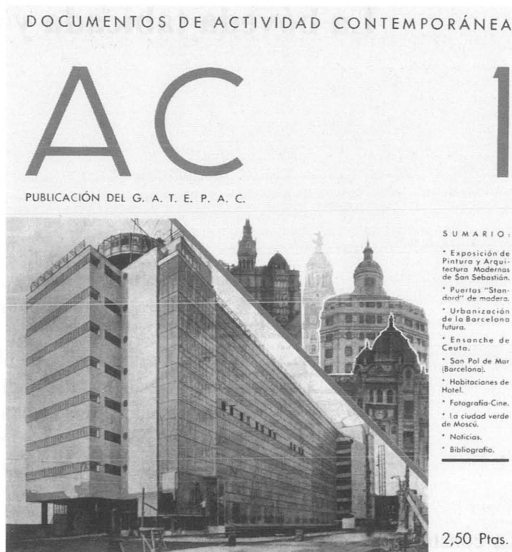 DOCUMENTOS DE ACTIVIDAD CONTEMPORÁNEA
AC 1
PUBLICACIÓN DEL G. A. T. E. P. A. C.
SUMARIO:
* Exposición de
Pintura y Arqui-
tectura Modernas
de San Sebastián.
* Puertas "Stan-
dard" de madera.
* Urbanización
de la Barcelona
futura.
* Ensanche de
Ceuta.
* San Pol de Mar
(Barcelona).
* Habitaciones de
Hotel.
* Fotografía-Cine.
* La ciudad verde
de Moscú.
* Noticias.
* Bibliografía.
2,50 Ptas.